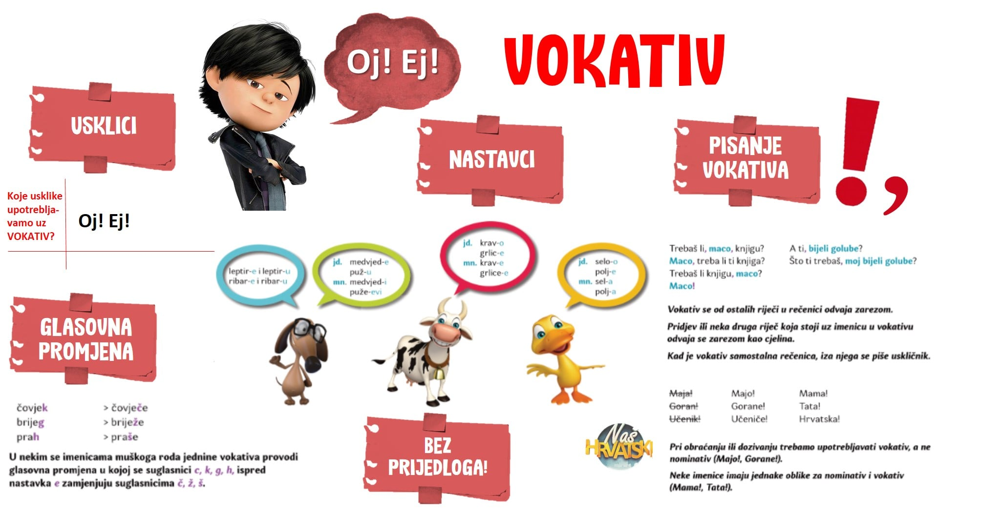 Oj! Ej!
VOKATIV
USKLICI
Koje usklike
upotreblja-
vamo uz
VOKATIV?
Oj! Ej!
GLASOVNA
PROMJENA
čovjek > čovječe
brijeg > briježe
prah > praše
U nekim se imenicama muškoga roda jednine vokativa provodi
glasovna promjena u kojoj se suglasnici c, k, g, h, ispred
nastavka e zamjenjuju suglasnicima č, ž, š.
NASTAVCI
leptir-e i leptir-u
ribar-e i ribar-u
jd. medvjed-e
puž-u
mn. medvjed-i
puže-evi
jd. krav-o
grlic-e
mn. krav-e
grlice-e
jd. selo-o
polj-e
mn. sel-a
polj-a
BEZ
PRIJEDLOGA!
Naš
HRVATSKI
PISANJE
VOKATIVA
! ,
Trebaš li, maco, knjigu? A ti, bijeli golube?
Maco, treba li ti knjiga? Što ti trebaš, moj bijeli golube?
Trebaš li knjigu, maco?
Maco!
Vokativ se od ostalih riječi u rečenici odvaja zarezom.
Pridjev ili neka druga riječ koja stoji uz imenicu u vokativu
odvaja se zarezom kao cjelina.
Kad je vokativ samostalna rečenica, iza njega se piše uskličnik.
Maja! Majo! Mama!
Goran! Gorane! Tata!
Učenik! Učeniče! Hrvatska!
Pri obraćanju ili dozivanju trebamo upotrebljavati vokativ, a ne
nominativ (Majo!, Gorane!).
Neke imenice imaju jednake oblike za nominativ i vokativ
(Mama!, Tata!).